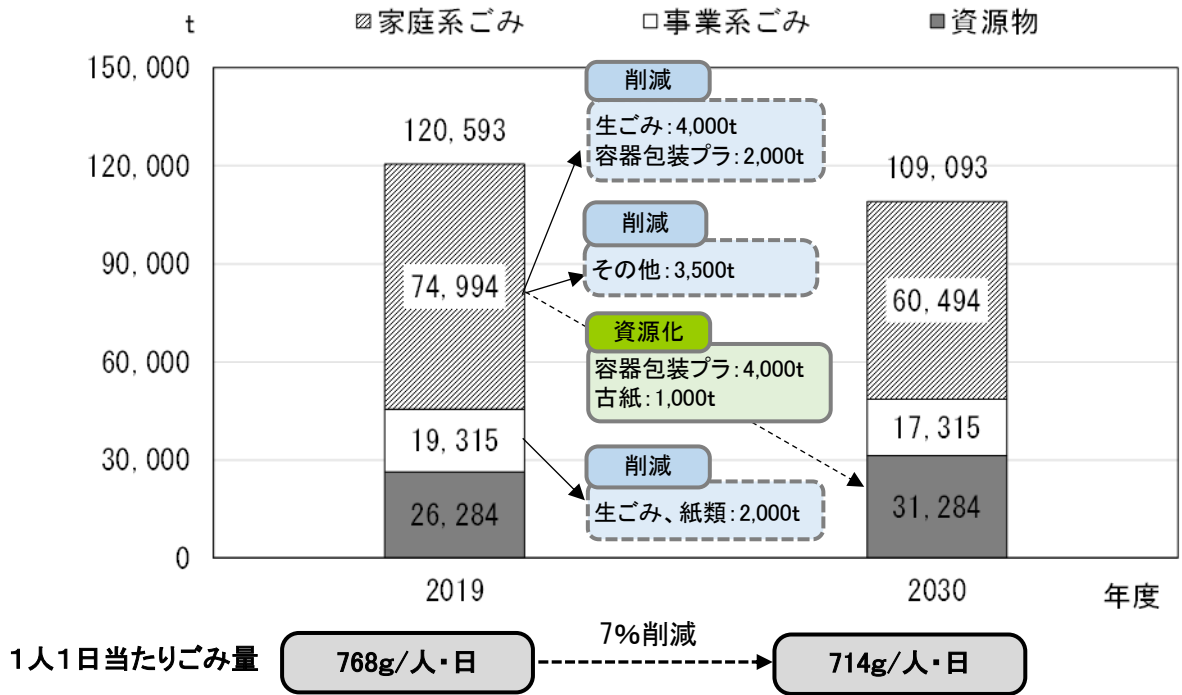 t
家庭系ごみ
事業系ごみ
資源物
150,000
120,000
90,000
60,000
30,000
0
120,593
74,994
19,315
26,284
2019
削減
生ごみ：4,000t
容器包装プラ：2,000t
削減
その他：3,500t
資源化
容器包装プラ：4,000t
古紙：1,000t
削減
生ごみ、紙類：2,000t
109,093
60,494
17,315
31,284
2030
年度
1人1日当たりごみ量
768g/人・日
7%削減
714g/人・日